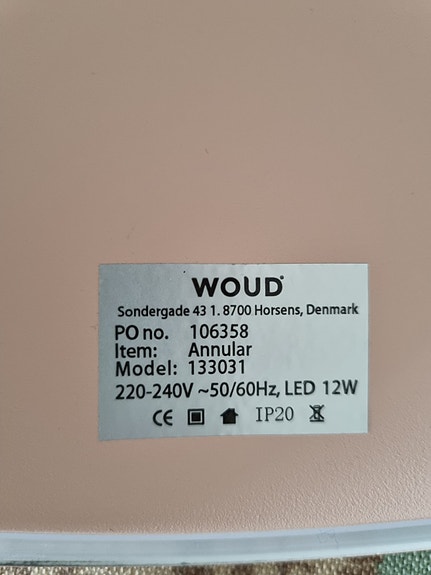 WOUD
Sondergade 43 1. 8700 Horsens, Denmark
PO no. 106358
Item: Annular
Model: 133031
220-240V ~50/60Hz, LED 12W
CE IP20